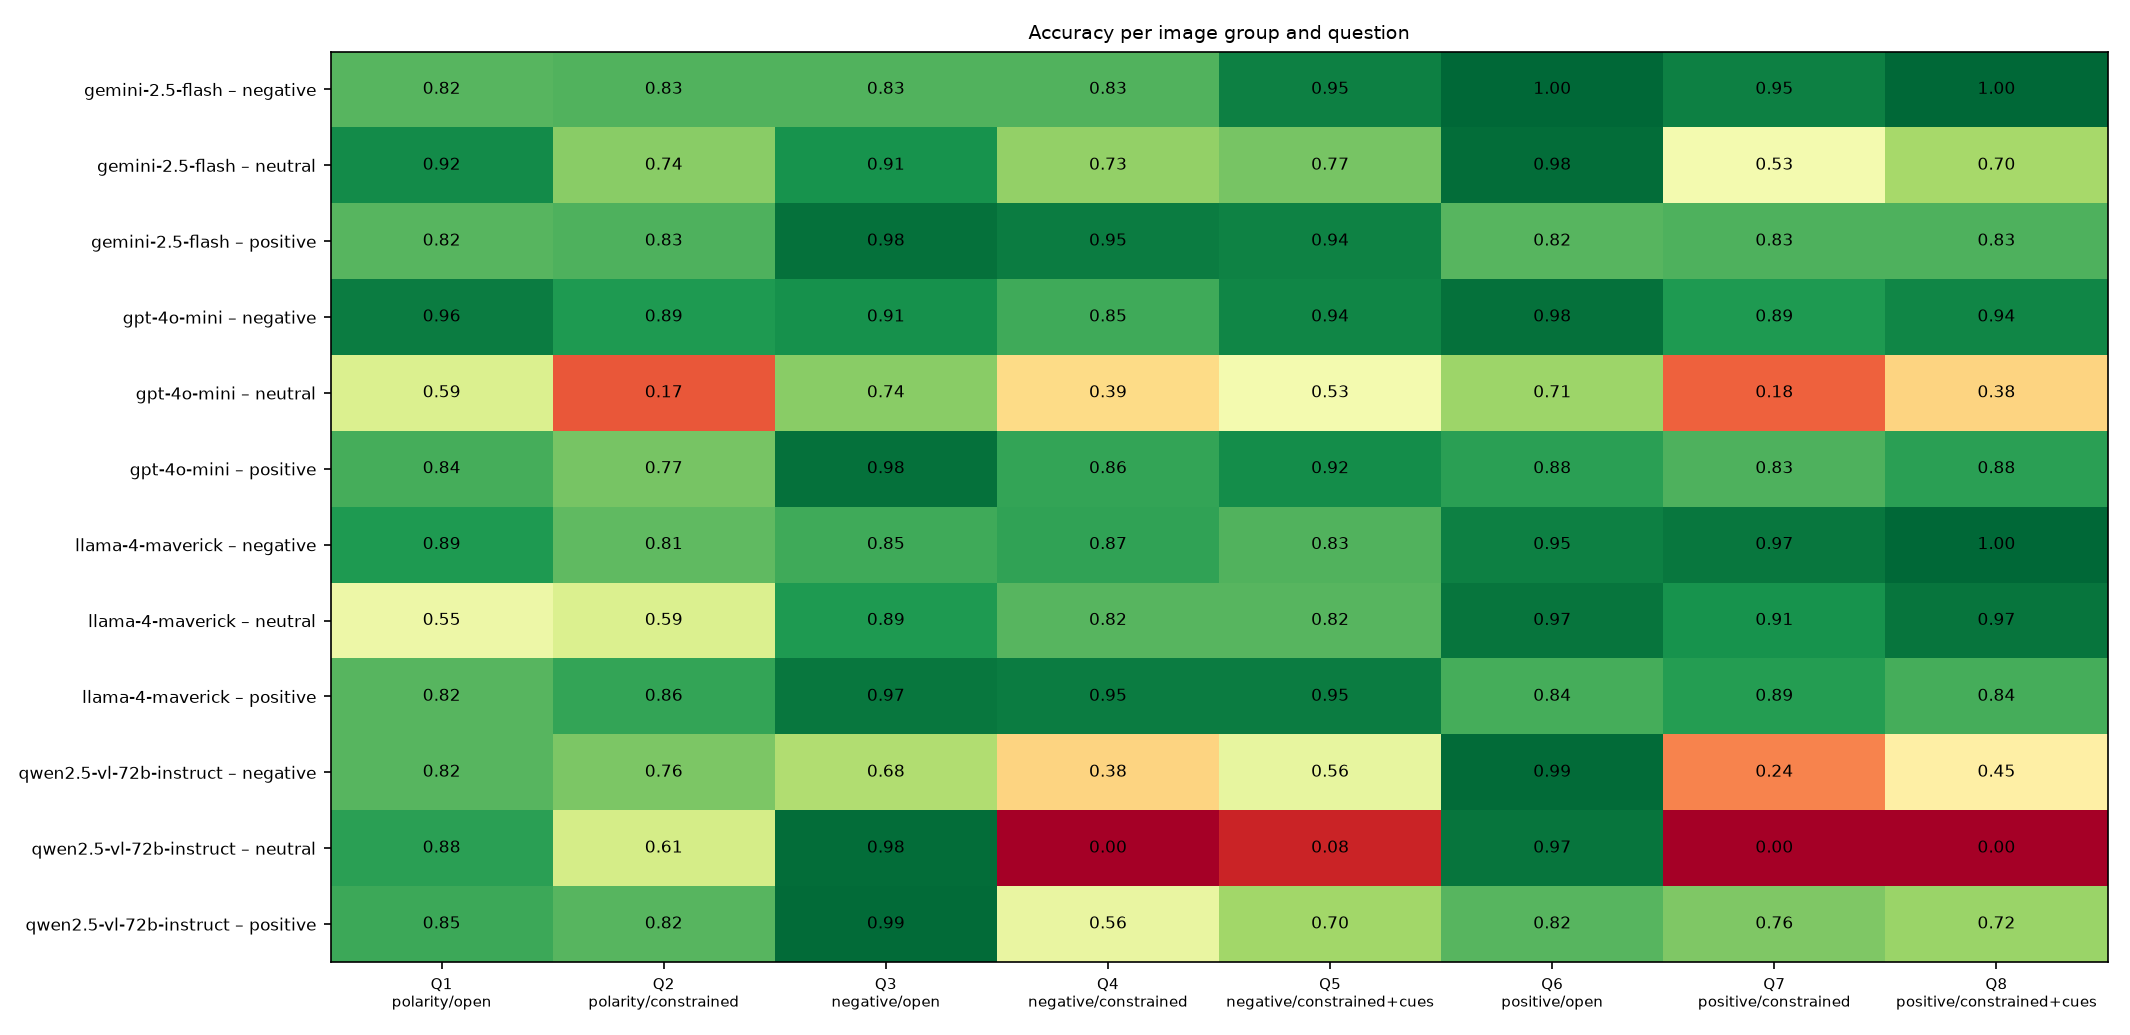 Accuracy per image group and question
gemini-2.5-flash – negative 0.82 0.83 0.83 0.83 0.95 1.00 0.95 1.00
gemini-2.5-flash – neutral 0.92 0.74 0.91 0.73 0.77 0.98 0.53 0.70
gemini-2.5-flash – positive 0.82 0.83 0.98 0.95 0.94 0.82 0.83 0.83
gpt-4o-mini – negative 0.96 0.89 0.91 0.85 0.94 0.98 0.89 0.94
gpt-4o-mini – neutral 0.59 0.17 0.74 0.39 0.53 0.71 0.18 0.38
gpt-4o-mini – positive 0.84 0.77 0.98 0.86 0.92 0.88 0.83 0.88
llama-4-maverick – negative 0.89 0.81 0.85 0.87 0.83 0.95 0.97 1.00
llama-4-maverick – neutral 0.55 0.59 0.89 0.82 0.82 0.97 0.91 0.97
llama-4-maverick – positive 0.82 0.86 0.97 0.95 0.95 0.84 0.89 0.84
qwen2.5-vl-72b-instruct – negative 0.82 0.76 0.68 0.38 0.56 0.99 0.24 0.45
qwen2.5-vl-72b-instruct – neutral 0.88 0.61 0.98 0.00 0.08 0.97 0.00 0.00
qwen2.5-vl-72b-instruct – positive 0.85 0.82 0.99 0.56 0.70 0.82 0.76 0.72
Q1 Q2 Q3 Q4 Q5 Q6 Q7 Q8
polarity/open polarity/constrained negative/open negative/constrained negative/constrained+cues positive/open positive/constrained positive/constrained+cues